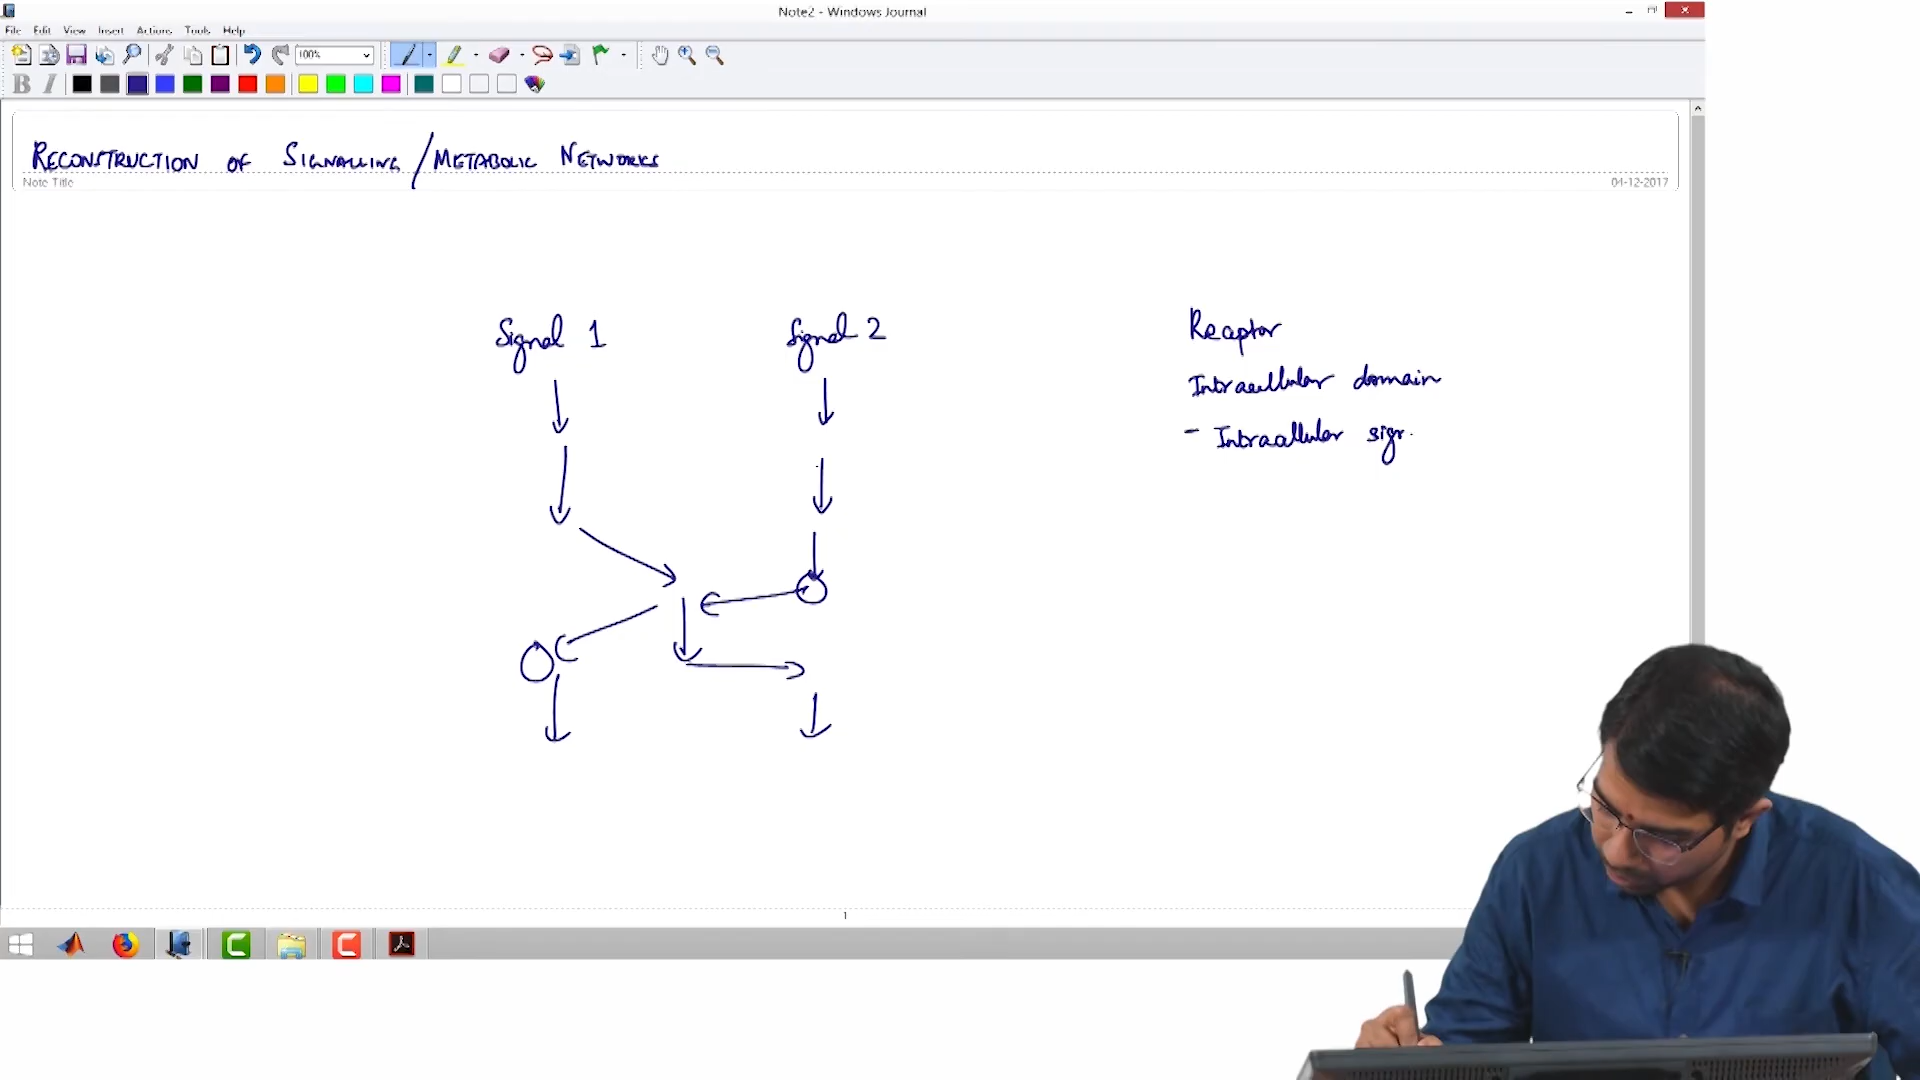 Note2 - Windows Journal
File Edit View Insert Actions Tools Help
100%
B I
RECONSTRUCTION OF SIGNALLING/METABOLIC NETWORKS
Note Title
04-12-2017
Signal 1
Signal 2
Receptor
Intracellular domain
- Intracellular sign.
1